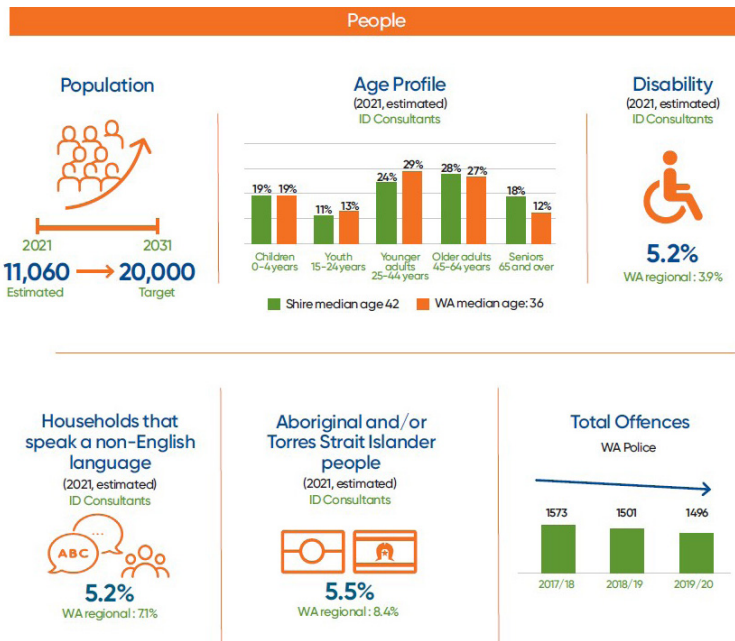 People
Population
2021
2031
11,060
20,000
Estimated
Target
Age Profile
(2021, estimated)
ID Consultants
19%
19%
11%
13%
24%
29%
28%
27%
18%
12%
Children
0-4 years
Youth
15-24 years
Younger
adults
25-44 years
Older adults
45-64 years
Seniors
65 and over
Shire median age 42
WA median age: 36
Disability
(2021, estimated)
ID Consultants
5.2%
WA regional : 3.9%
Households that
speak a non-English
language
(2021, estimated)
ID Consultants
...
ABC
5.2%
WA regional : 7.1%
Aboriginal and/or
Torres Strait Islander
people
(2021, estimated)
ID Consultants
5.5%
WA regional : 8.4%
Total Offences
WA Police
1573
1501
1496
2017/18
2018/19
2019/20